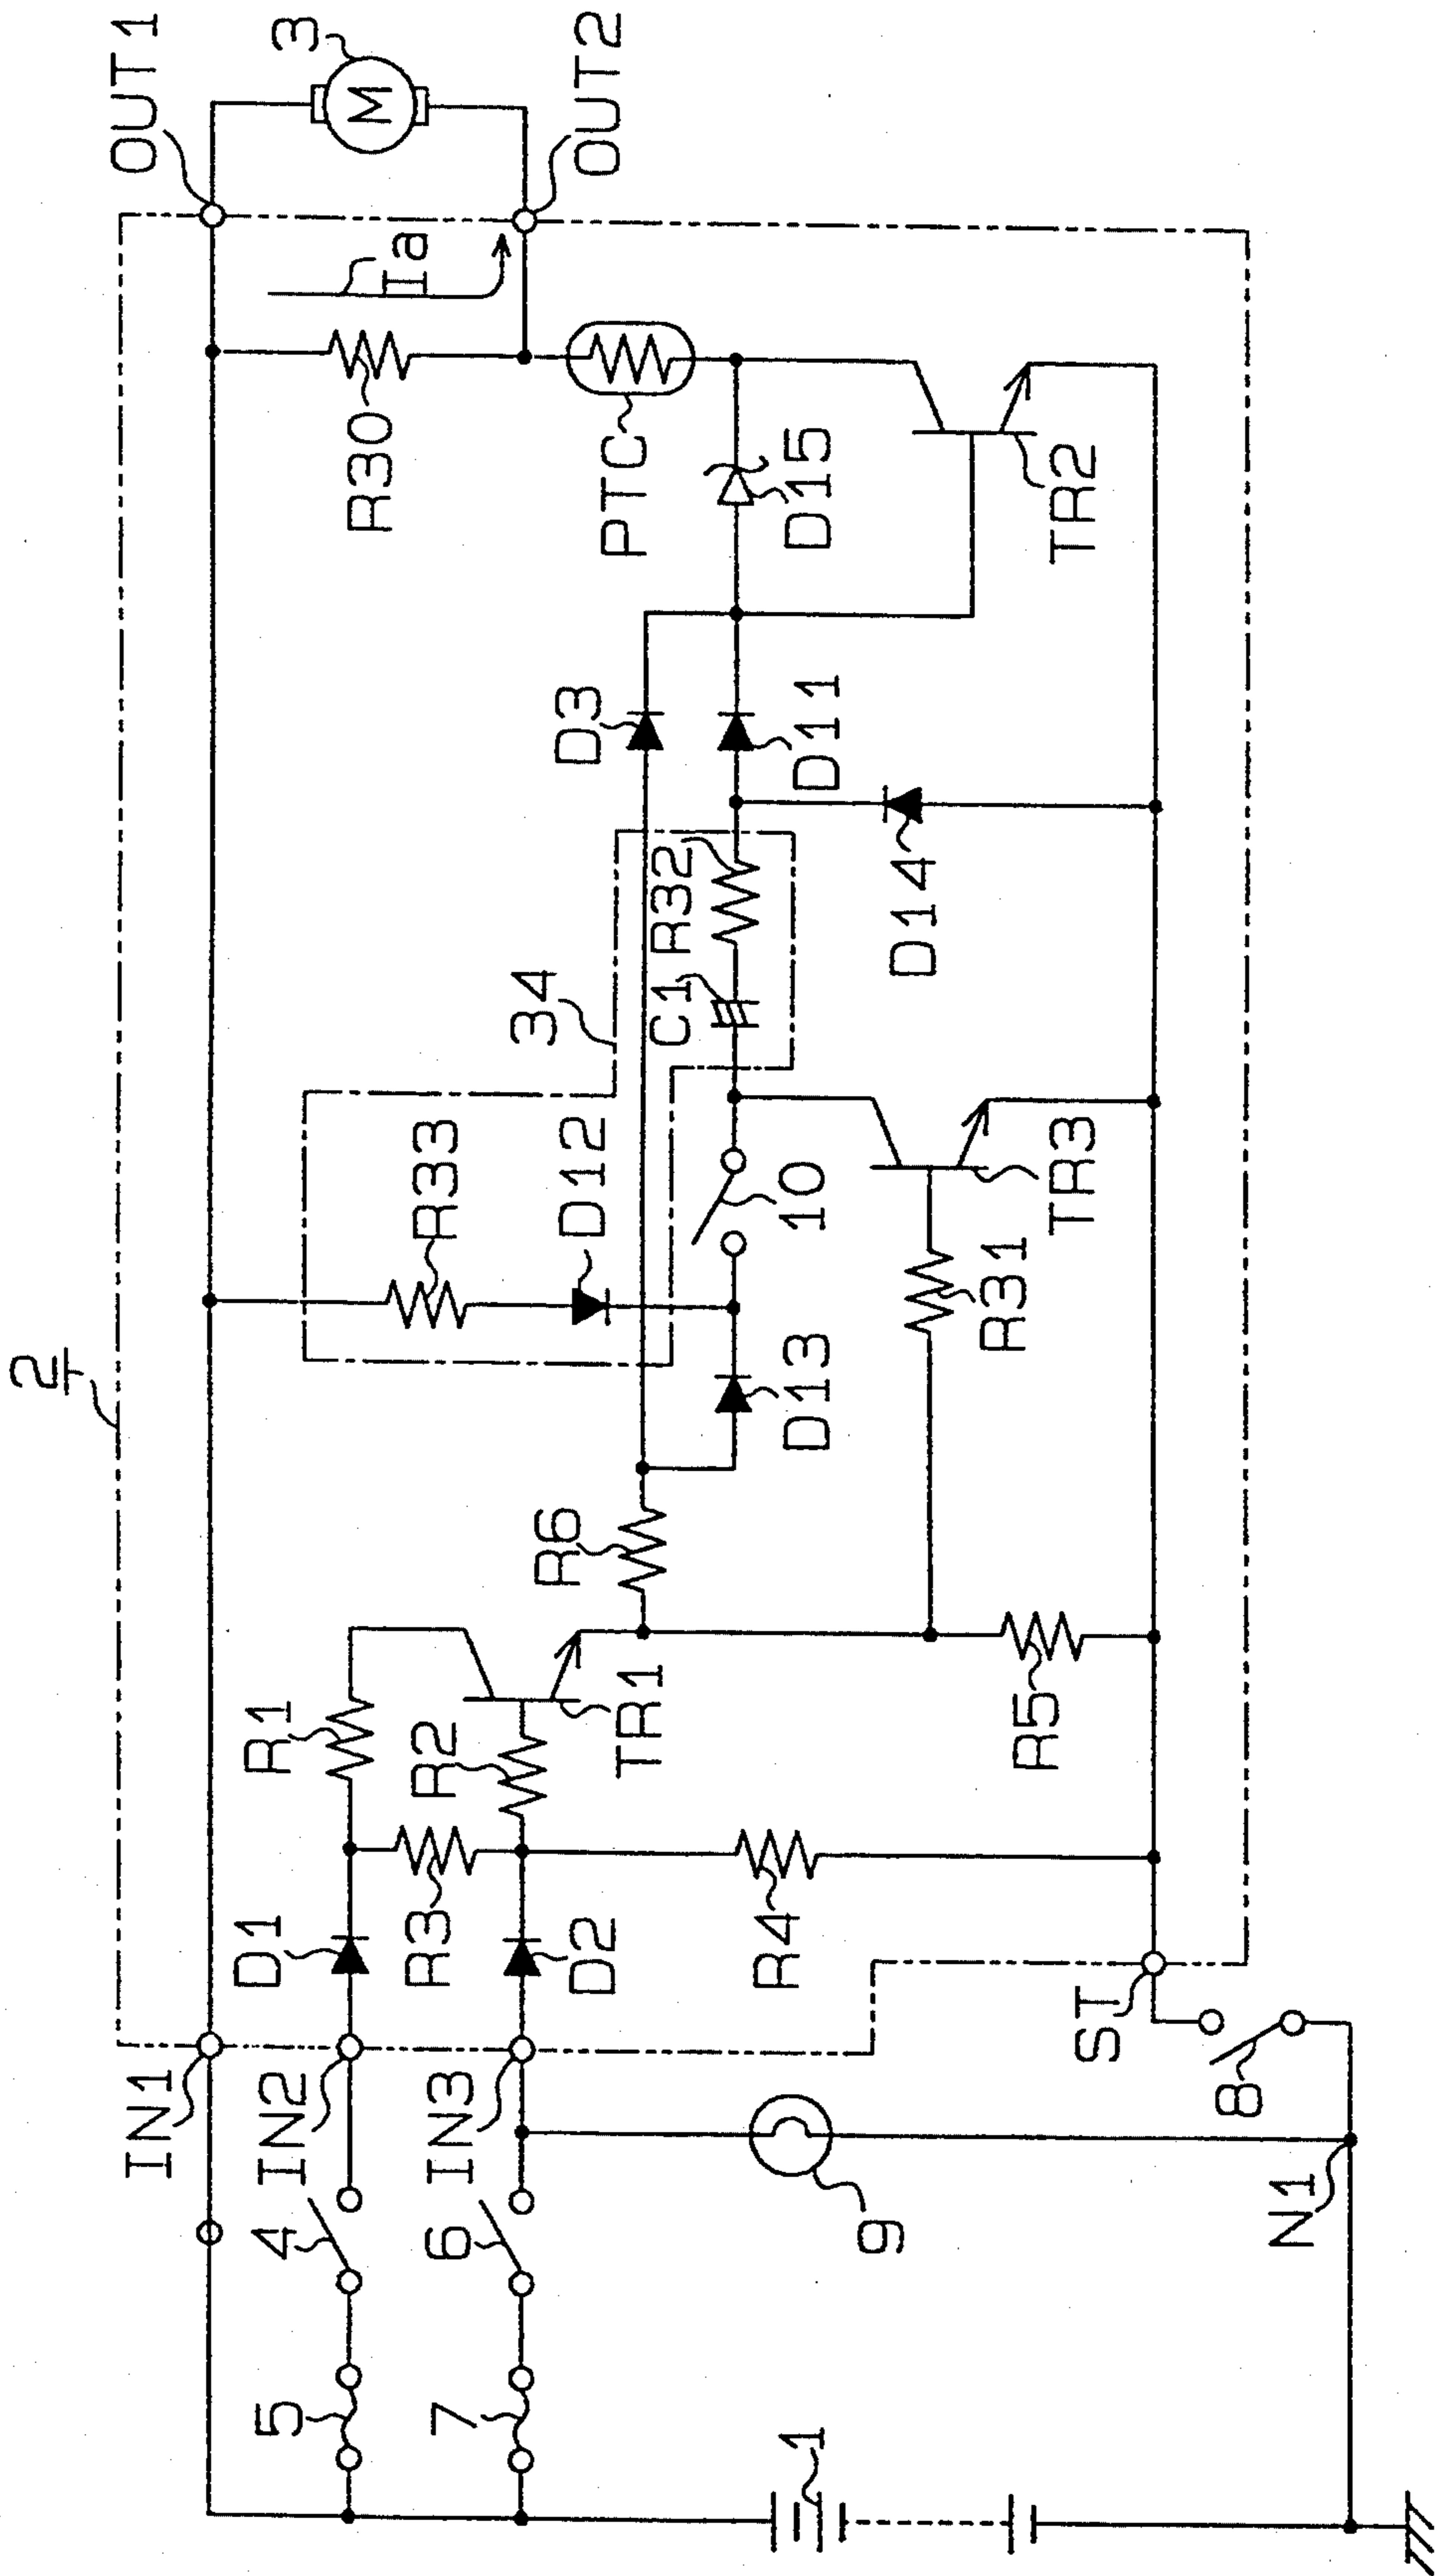 2
IN1
OUT1
3
M
Ia
R30
R33
34
D12
D1
R1
IN2
4
5
R3
R2
TR1
IN3
6
7
D2
R6
D3
PTC
C1
R32
D13
10
D11
D15
R4
R5
R31
TR3
D14
TR2
OUT2
ST
8
9
1
N1